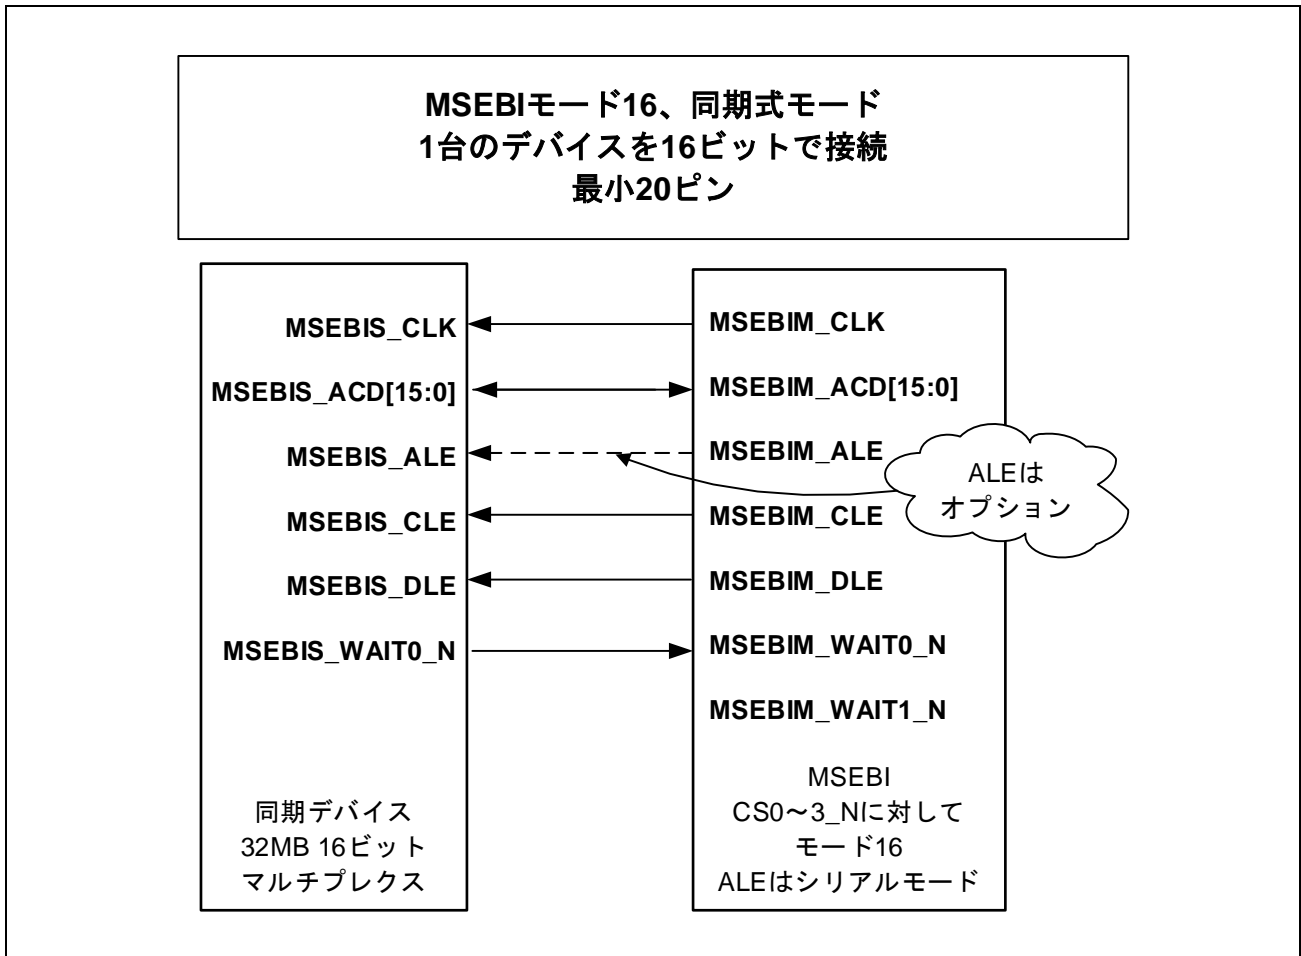 MSEBIモード16、同期式モード
1台のデバイスを16ビットで接続
最小20ピン
MSEBIS_CLK
MSEBIS_ACD[15:0]
MSEBIS_ALE
MSEBIS_CLE
MSEBIS_DLE
MSEBIS_WAIT0_N
同期デバイス
32MB 16ビット
マルチプレクス
MSEBIM_CLK
MSEBIM_ACD[15:0]
MSEBIM_ALE
MSEBIM_CLE
MSEBIM_DLE
MSEBIM_WAIT0_N
MSEBIM_WAIT1_N
MSEBI
CS0～3_Nに対して
モード16
ALEはシリアルモード
ALEは
オプション